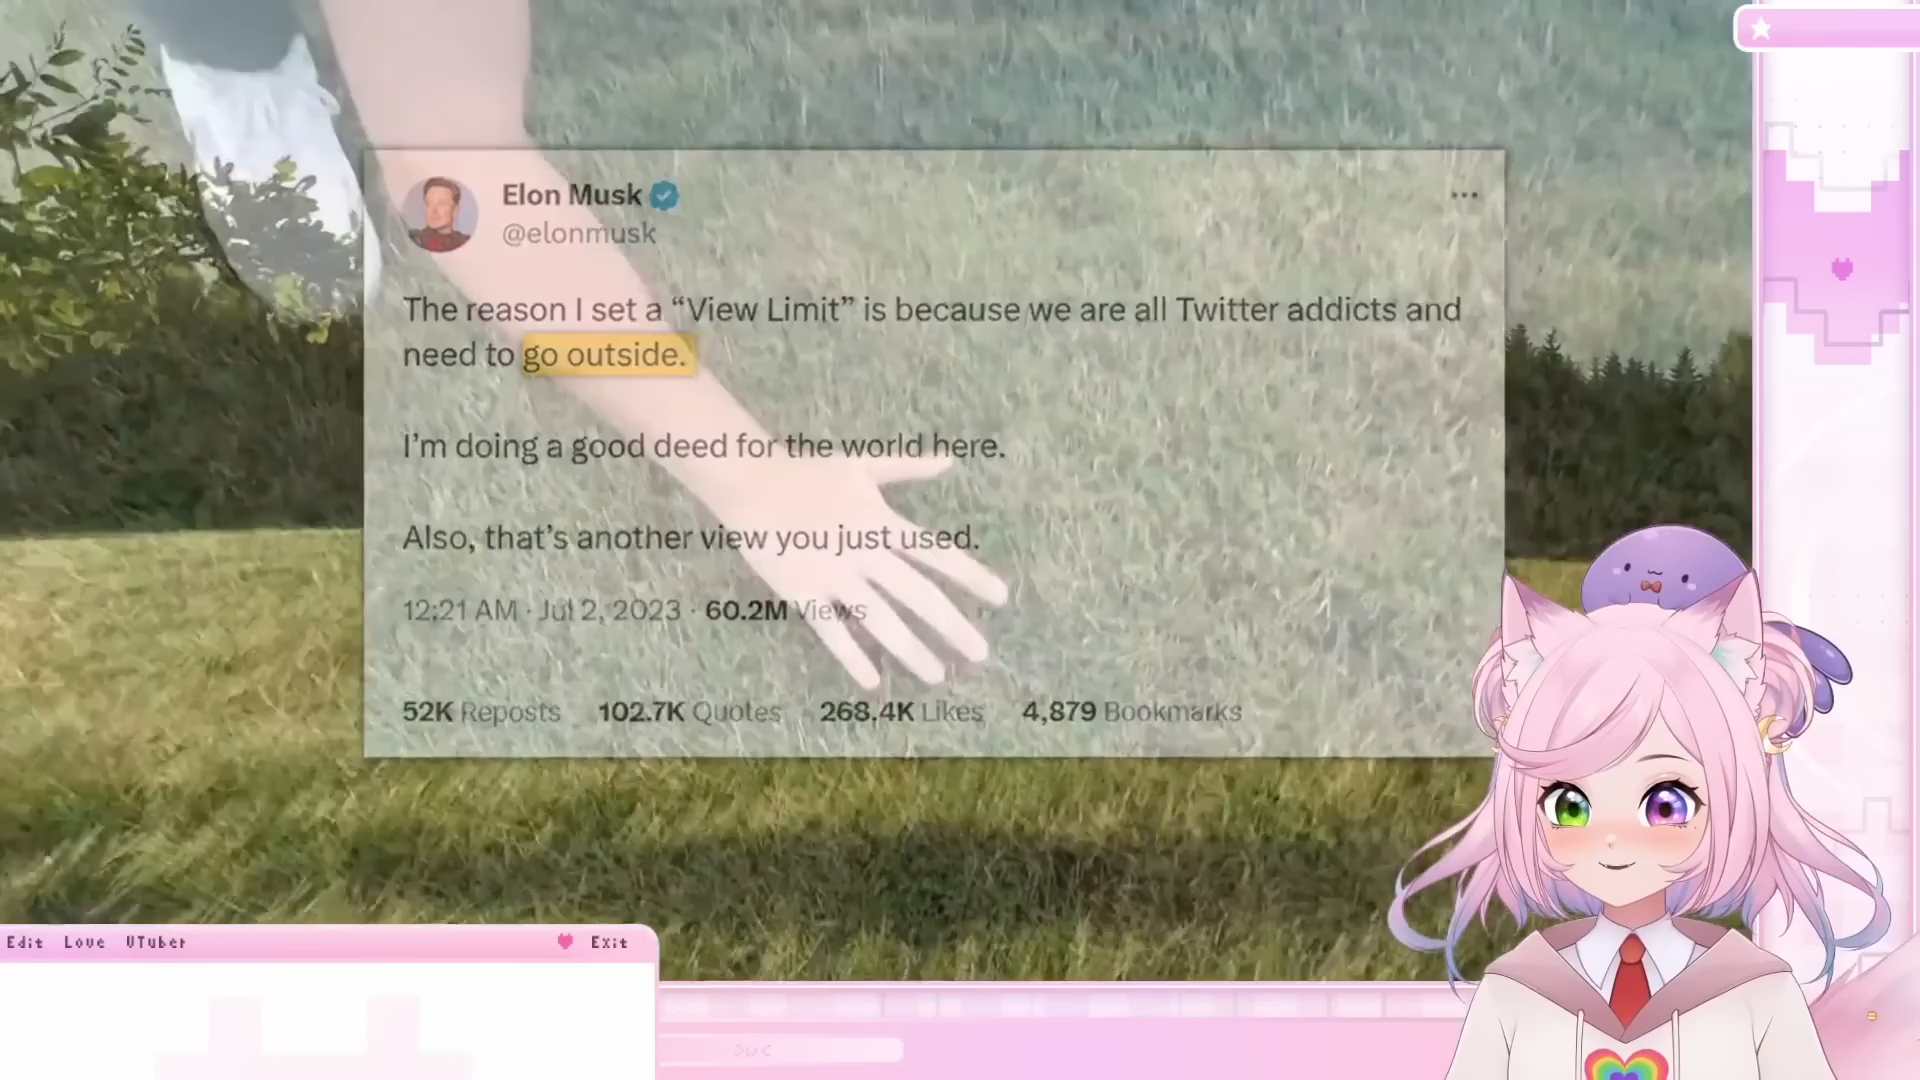 Elon Musk
@elonmusk
The reason I set a “View Limit” is because we are all Twitter addicts and
need to go outside.
I’m doing a good deed for the world here.
Also, that’s another view you just used.
12:21 AM · Jul 2, 2023 · 60.2M Views
52K Reposts 102.7K Quotes 268.4K Likes 4,879 Bookmarks
Edit Love VTuber Exit
>w<